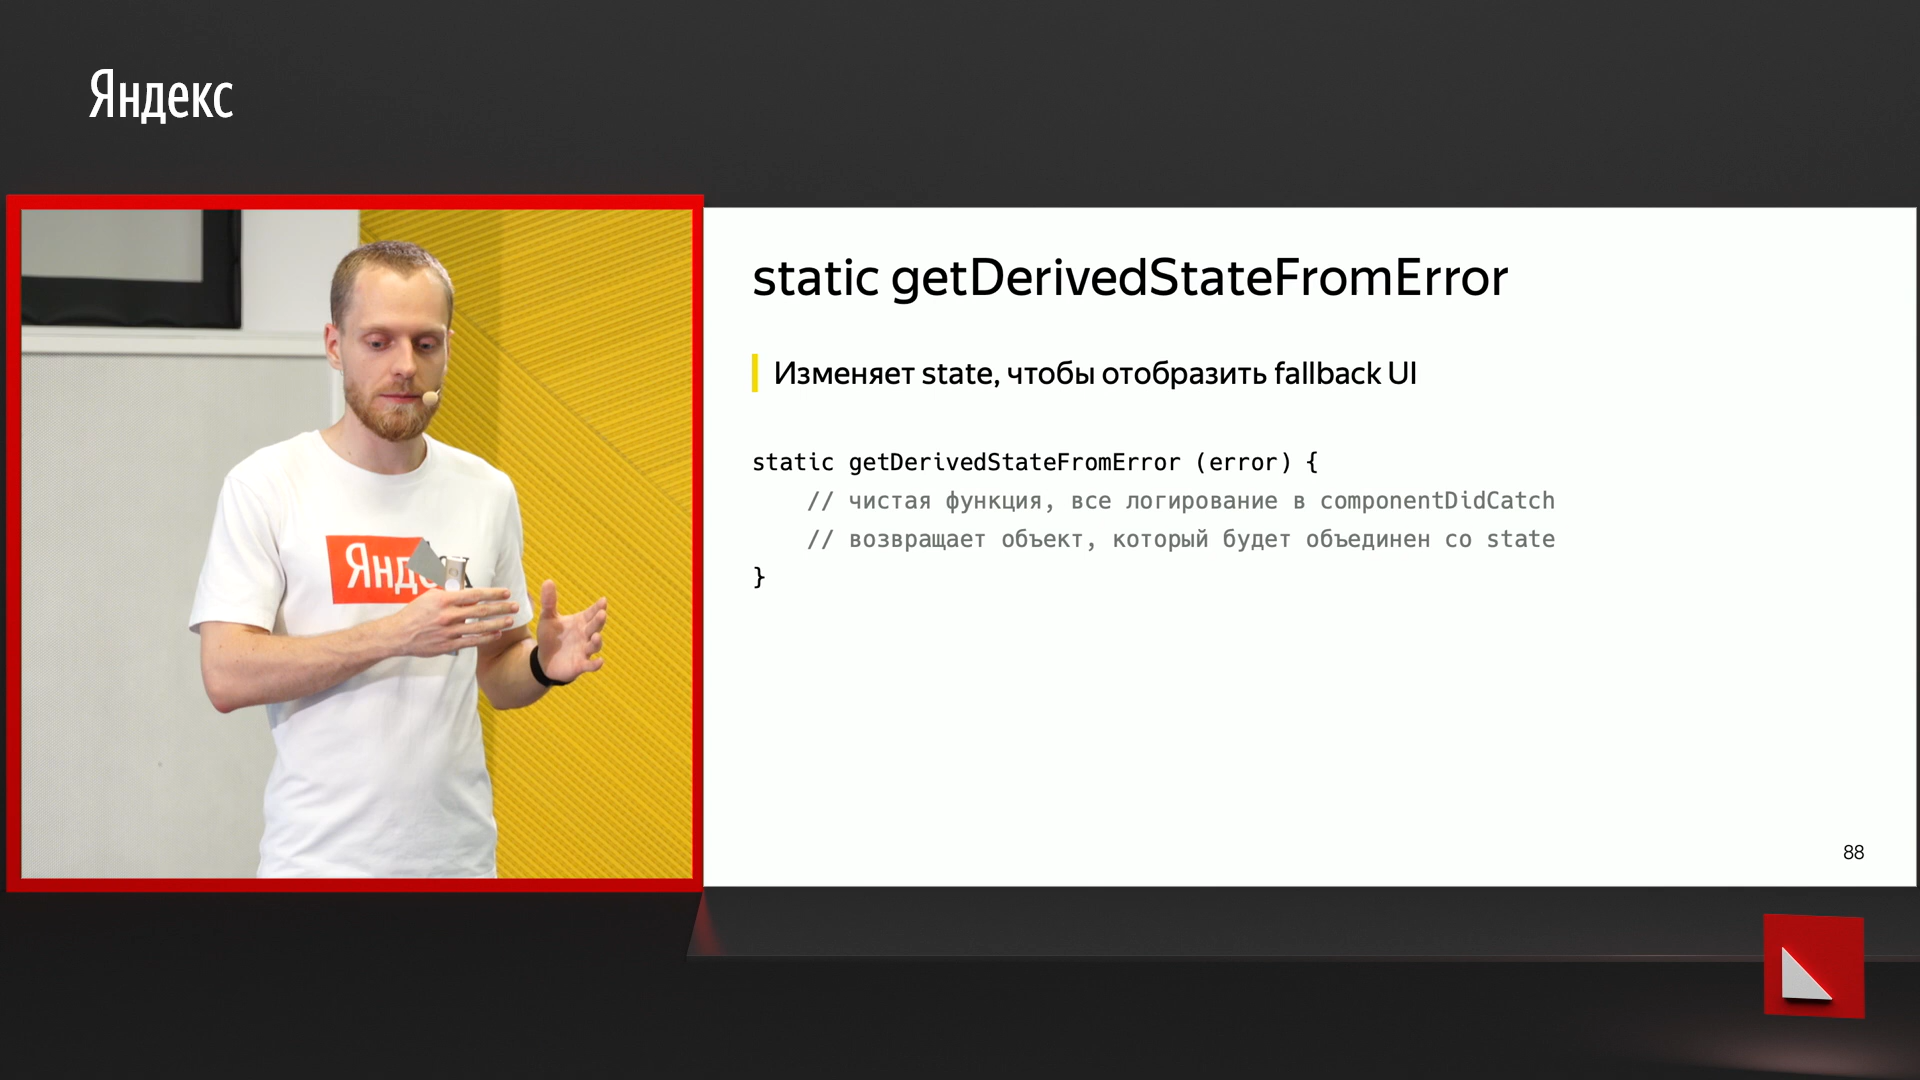 Яндекс
static getDerivedStateFromError
Изменяет state, чтобы отобразить fallback UI
static getDerivedStateFromError (error) {
// чистая функция, все логирование в componentDidCatch
// возвращает объект, который будет объединен со state
}
88